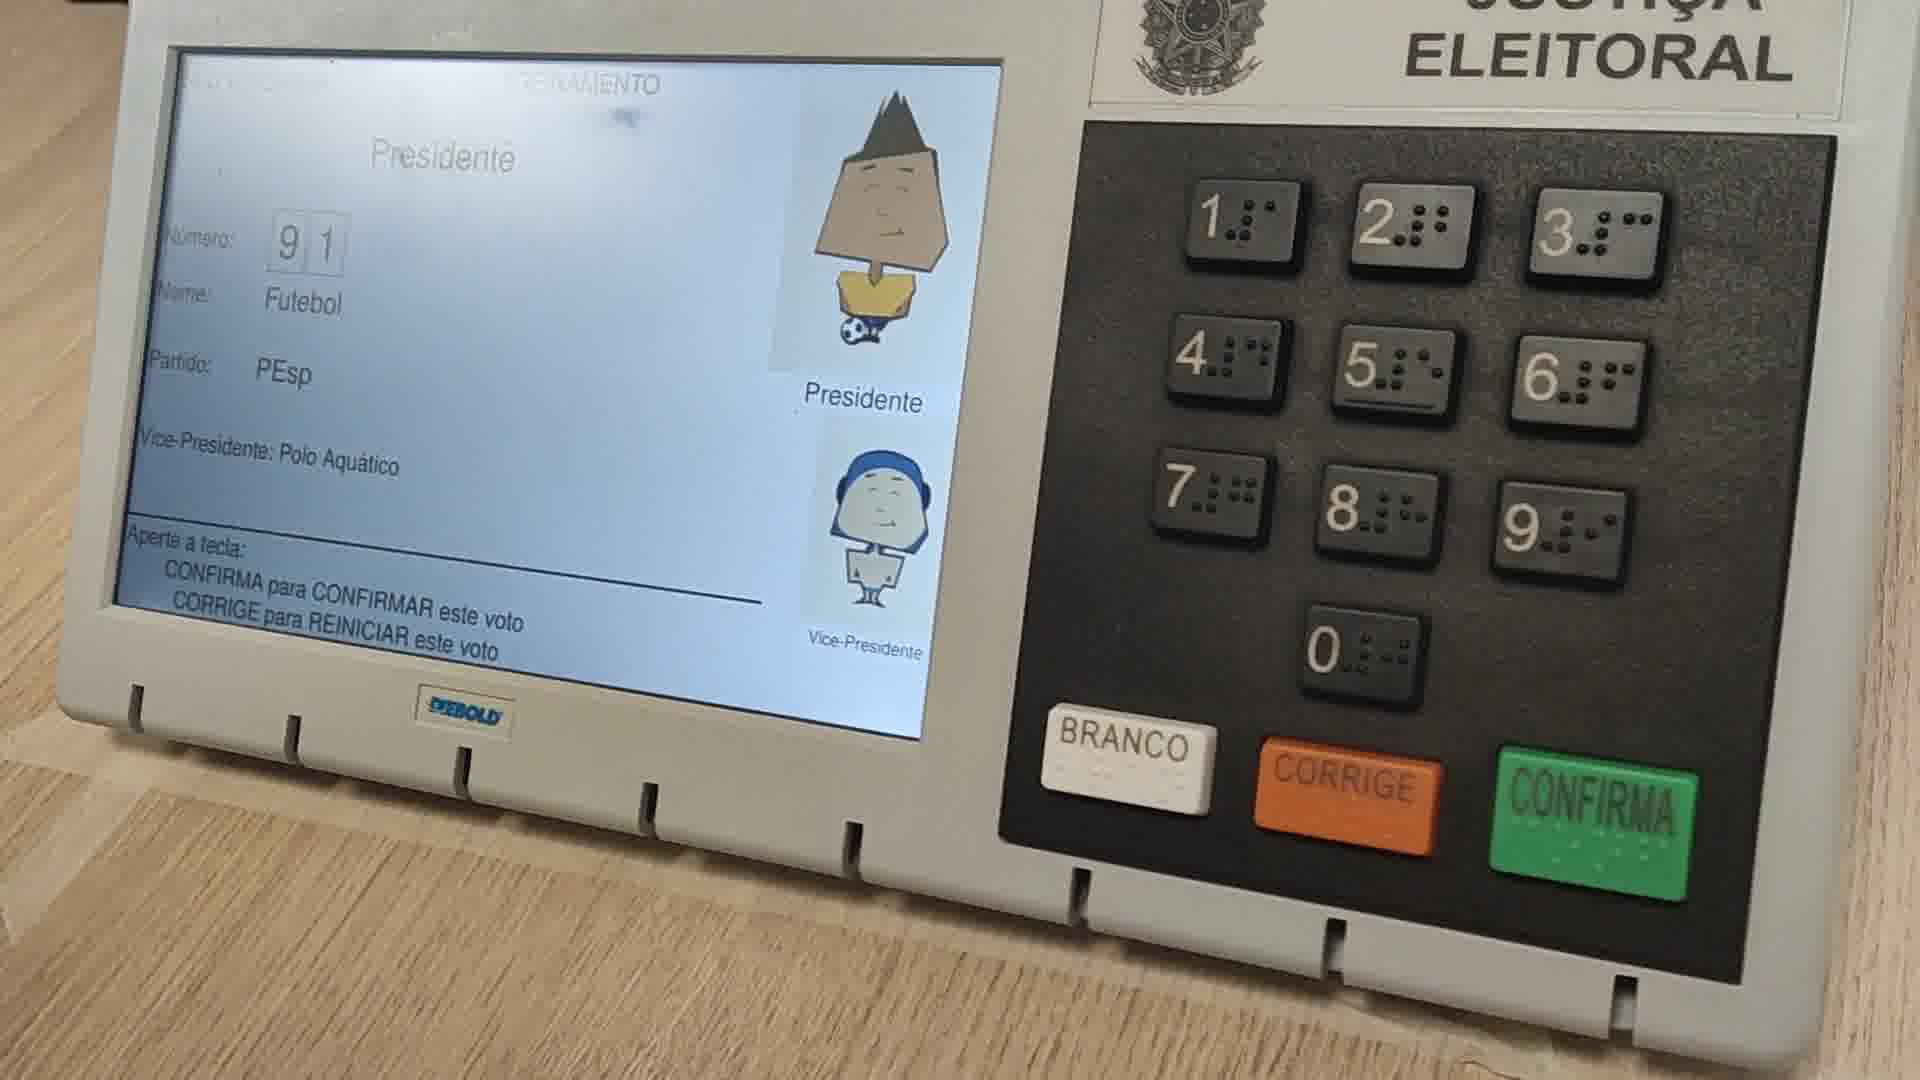 JUSTIÇA
ELEITORAL
TREINAMENTO
Presidente
Número: 91
Nome: Futebol
Partido: PEsp
Vice-Presidente: Polo Aquático
Aperte a tecla:
CONFIRMA para CONFIRMAR este voto
CORRIGE para REINICIAR este voto
Presidente
Vice-Presidente
DIEBOLD
1 2 3
4 5 6
7 8 9
0
BRANCO CORRIGE CONFIRMA